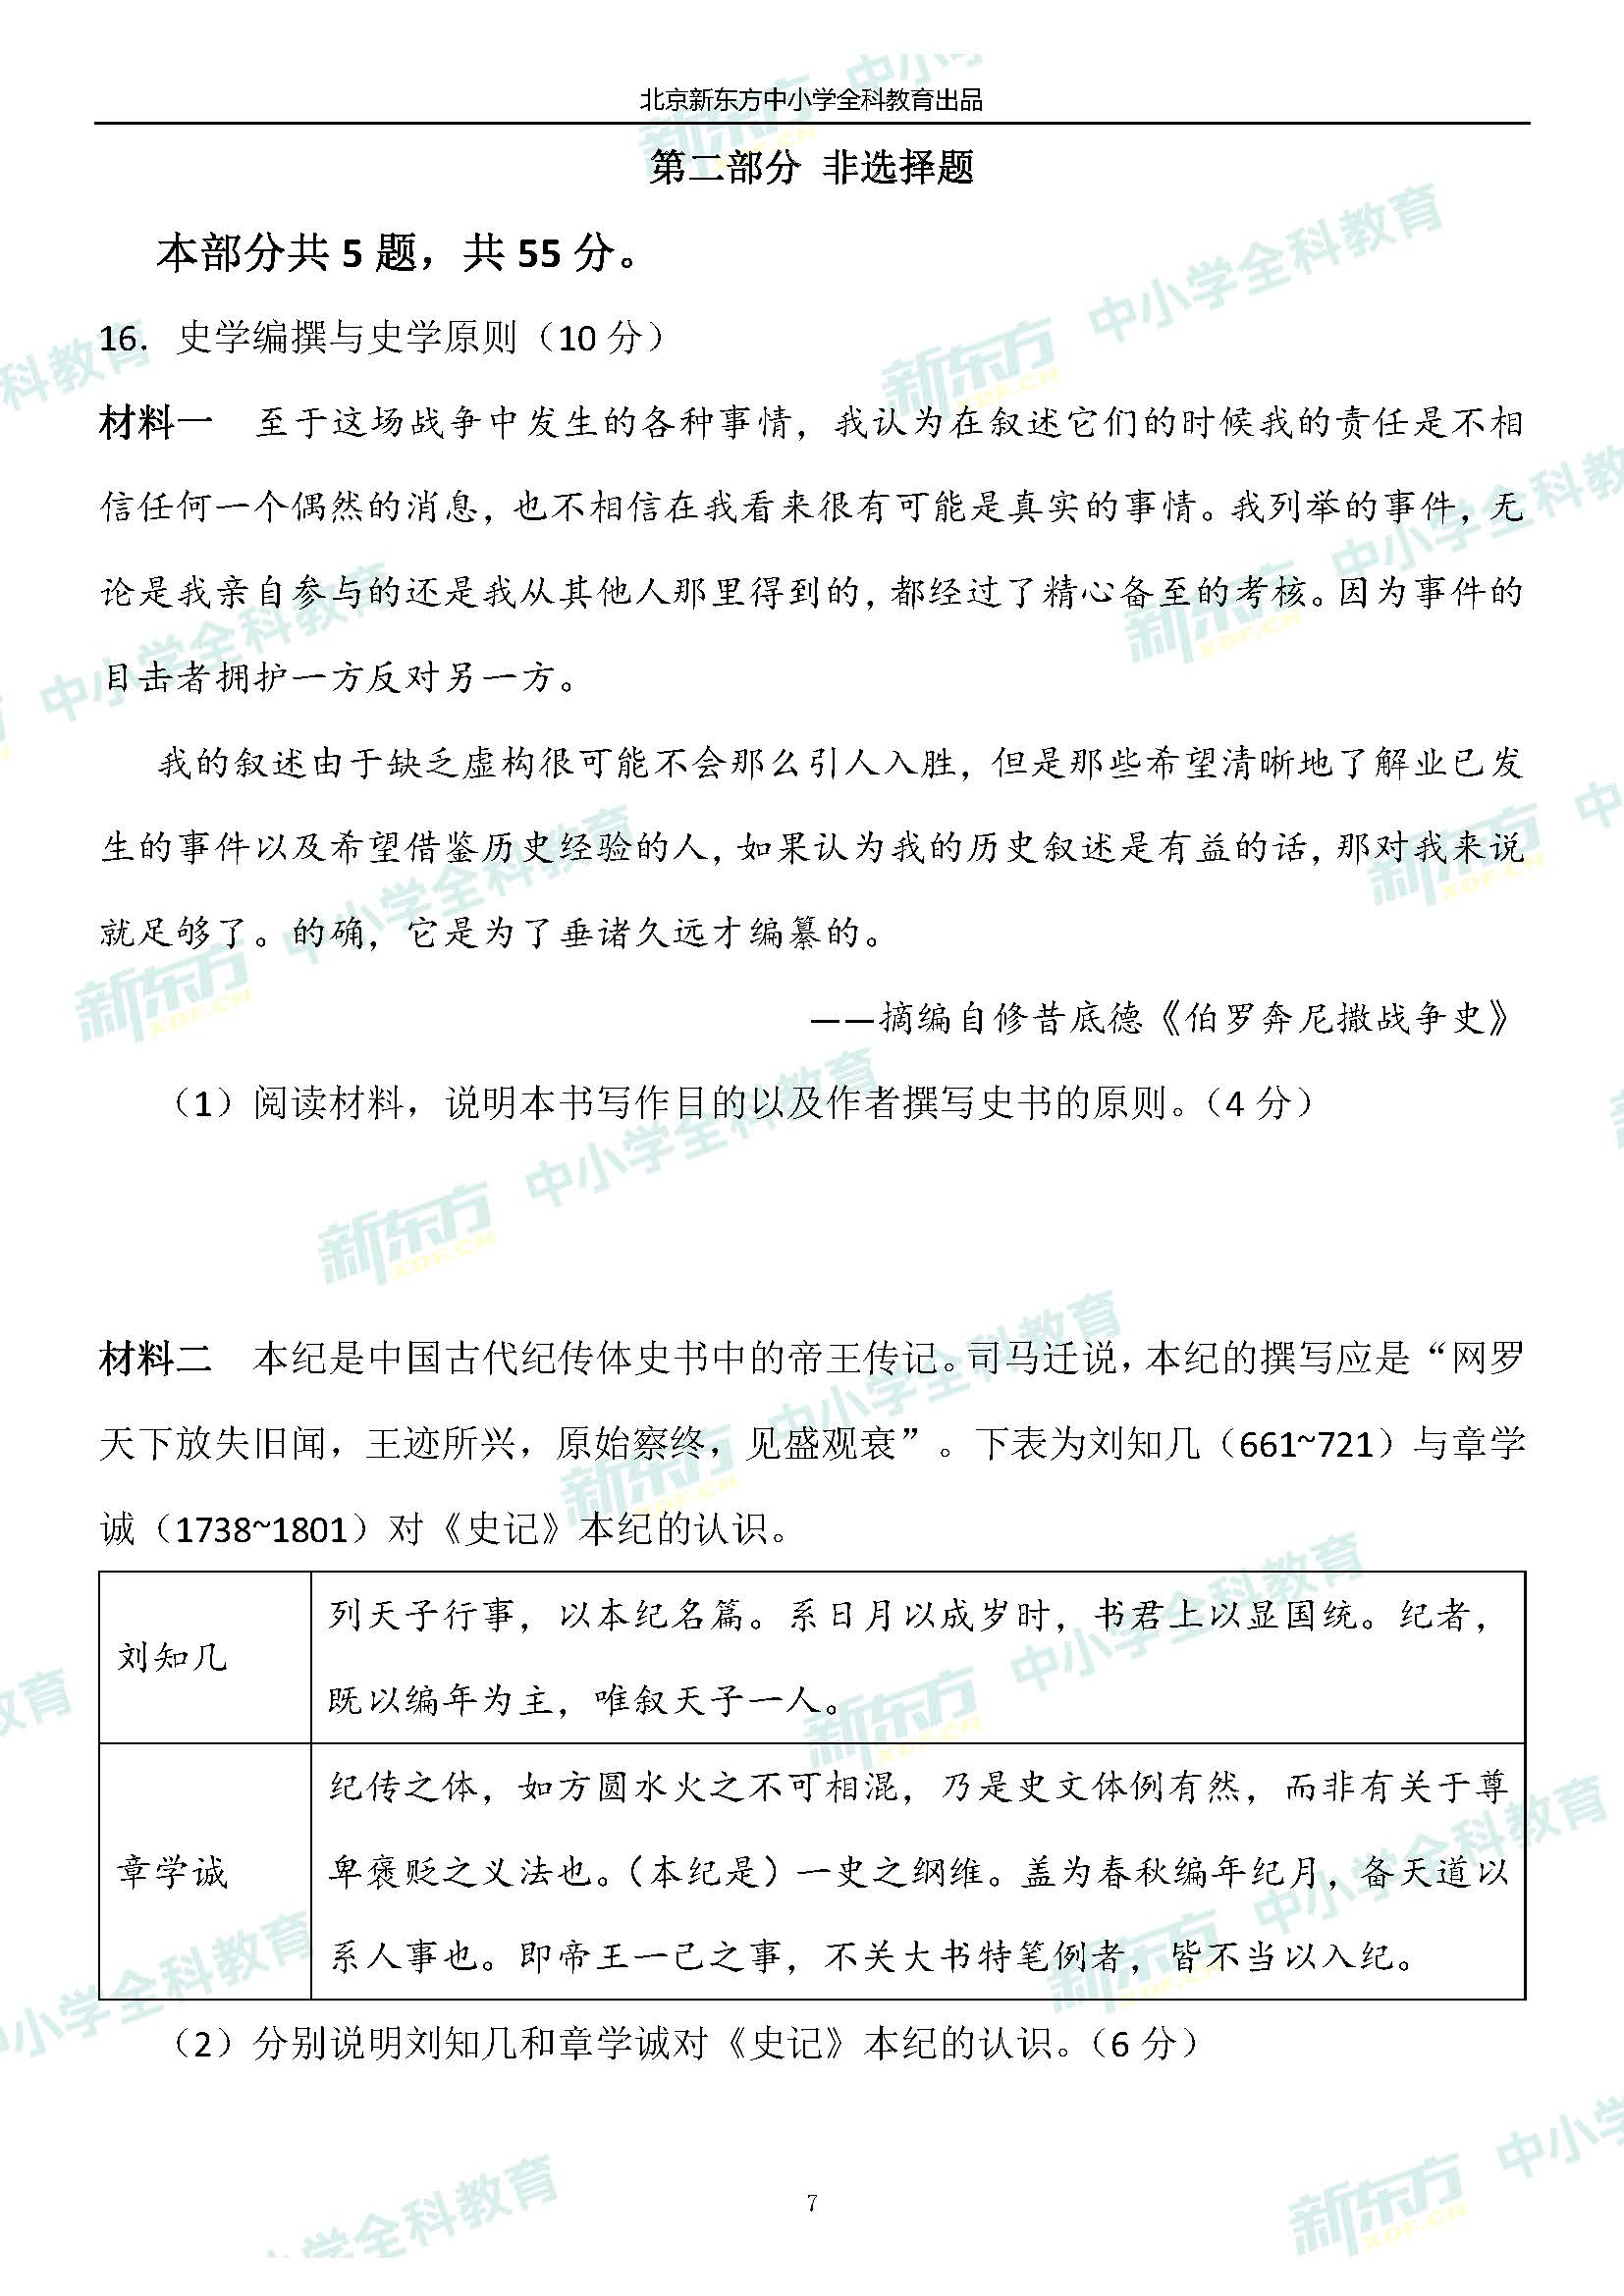 北京新东方中小学全科教育出品
第二部分 非选择题
本部分共 5 题，共 55 分。
16． 史学编撰与史学原则（10 分）
材料一 至于这场战争中发生的各种事情，我认为在叙述它们的时候我的责任是不相
信任何一个偶然的消息，也不相信在我看来很有可能是真实的事情。我列举的事件，无
论是我亲自参与的还是我从其他人那里得到的，都经过了精心备至的考核。因为事件的
目击者拥护一方反对另一方。
我的叙述由于缺乏虚构很可能不会那么引人入胜，但是那些希望清晰地了解业已发
生的事件以及希望借鉴历史经验的人，如果认为我的历史叙述是有益的话，那对我来说
就足够了。的确，它是为了垂诸久远才编纂的。
——摘编自修昔底德《伯罗奔尼撒战争史》
（1）阅读材料，说明本书写作目的以及作者撰写史书的原则。（4 分）
材料二 本纪是中国古代纪传体史书中的帝王传记。司马迁说，本纪的撰写应是“网罗
天下放失旧闻，王迹所兴，原始察终，见盛观衰”。下表为刘知几（661~721）与章学
诚（1738~1801）对《史记》本纪的认识。
刘知几
列天子行事，以本纪名篇。系日月以成岁时，书君上以显国统。纪者，
既以编年为主，唯叙天子一人。
章学诚
纪传之体，如方圆水火之不可相混，乃是史文体例有然，而非有关于尊
卑褒贬之义法也。（本纪是）一史之纲维。盖为春秋编年纪月，备天道以
系人事也。即帝王一己之事，不关大书特笔例者，皆不当以入纪。
（2）分别说明刘知几和章学诚对《史记》本纪的认识。（6 分）
7
新东方 XDF.CN 中小学全科教育